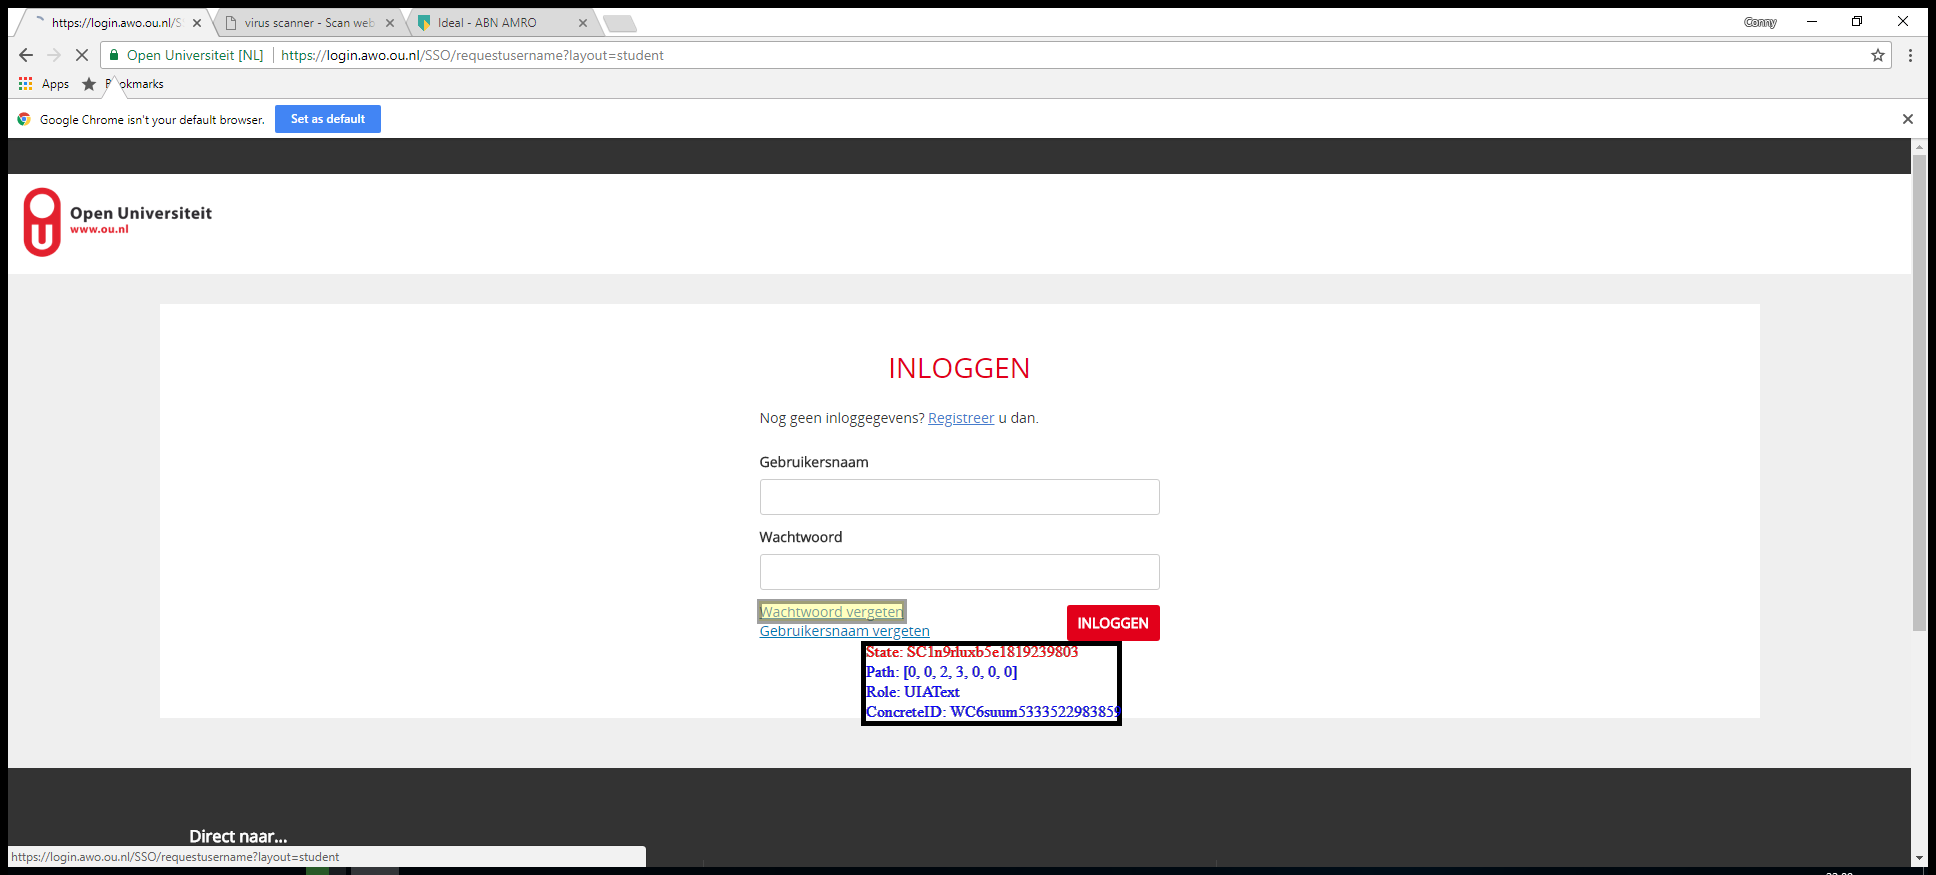 https://login.awo.ou.nl/S
virus scanner - Scan web
Ideal - ABN AMRO
Conny
Open Universiteit [NL]
https://login.awo.ou.nl/SSO/requestusername?layout=student
Apps
Bookmarks
Google Chrome isn't your default browser.
Set as default
Open Universiteit
www.ou.nl
INLOGGEN
Nog geen inloggegevens? Registreer u dan.
Gebruikersnaam
Wachtwoord
Wachtwoord vergeten
Gebruikersnaam vergeten
INLOGGEN
State: SC1n9rluxb5e1819239803
Path: [0, 0, 2, 3, 0, 0, 0]
Role: UIAText
ConcreteID: WC6suum5333522983859
Direct naar...
https://login.awo.ou.nl/SSO/requestusername?layout=student